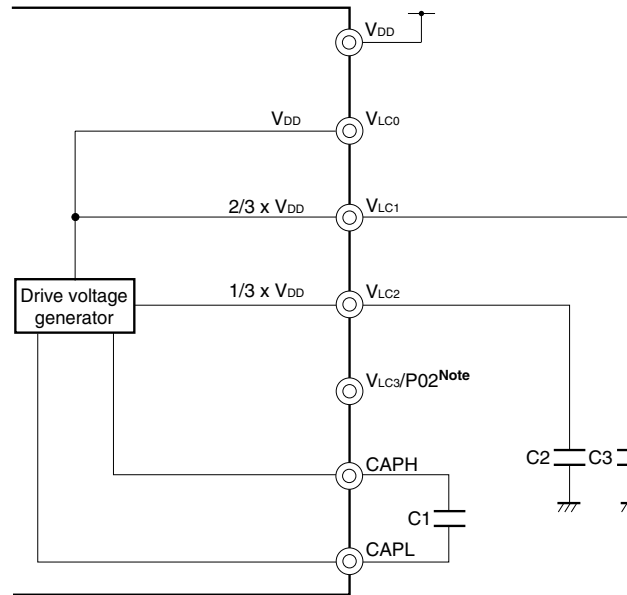 VDD
VDD VLC0
2/3 x VDD VLC1
1/3 x VDD VLC2
Drive voltage
generator
VLC3/P02Note
CAPH
C2 C3
C1
CAPL